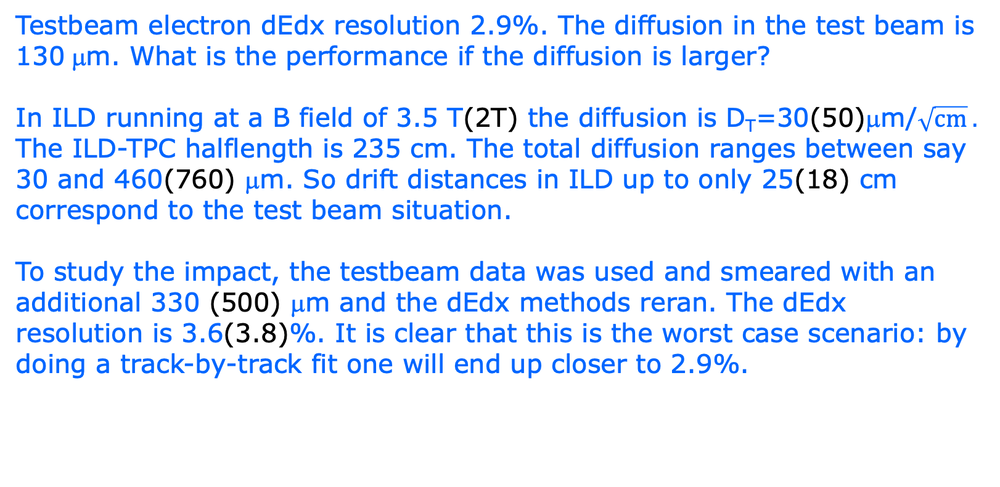 Testbeam electron dEdx resolution 2.9%. The diffusion in the test beam is
130 μm. What is the performance if the diffusion is larger?
In ILD running at a B field of 3.5 T(2T) the diffusion is D_T=30(50)μm/√cm.
The ILD-TPC halflength is 235 cm. The total diffusion ranges between say
30 and 460(760) μm. So drift distances in ILD up to only 25(18) cm
correspond to the test beam situation.
To study the impact, the testbeam data was used and smeared with an
additional 330 (500) μm and the dEdx methods reran. The dEdx
resolution is 3.6(3.8)%. It is clear that this is the worst case scenario: by
doing a track-by-track fit one will end up closer to 2.9%.